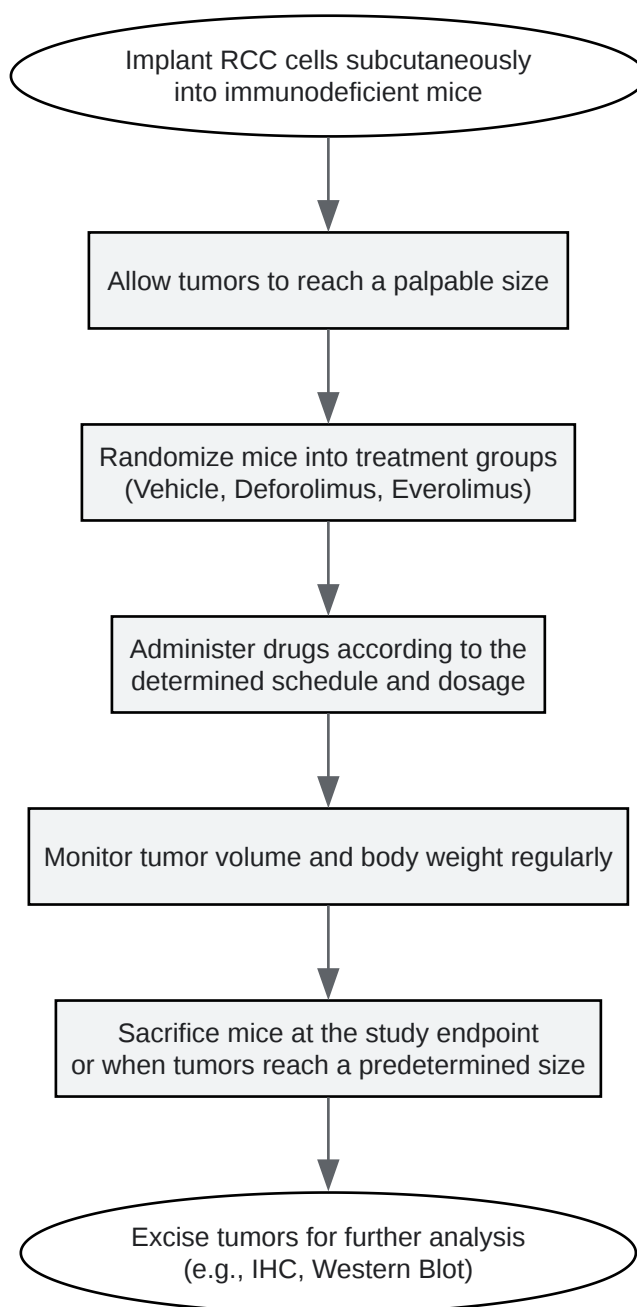 Implant RCC cells subcutaneously
into immunodeficient mice
Allow tumors to reach a palpable size
Randomize mice into treatment groups
(Vehicle, Deforolimus, Everolimus)
Administer drugs according to the
determined schedule and dosage
Monitor tumor volume and body weight regularly
Sacrifice mice at the study endpoint
or when tumors reach a predetermined size
Excise tumors for further analysis
(e.g., IHC, Western Blot)